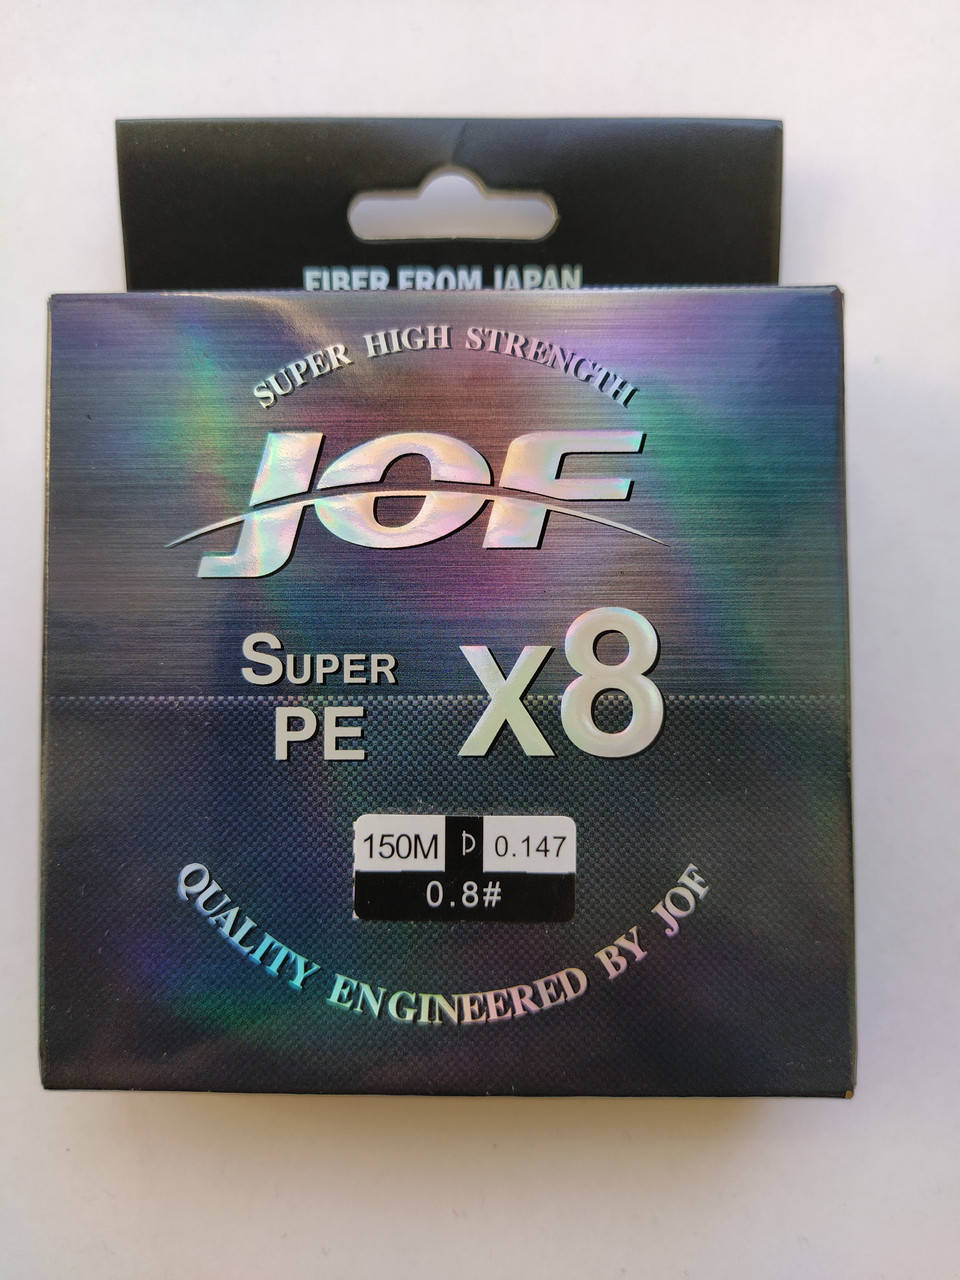 FIBER FROM JAPAN
SUPER HIGH STRENGTH
JOF
SUPER
PE
X8
150M
0.147
0.8#
QUALITY ENGINEERED BY JOF